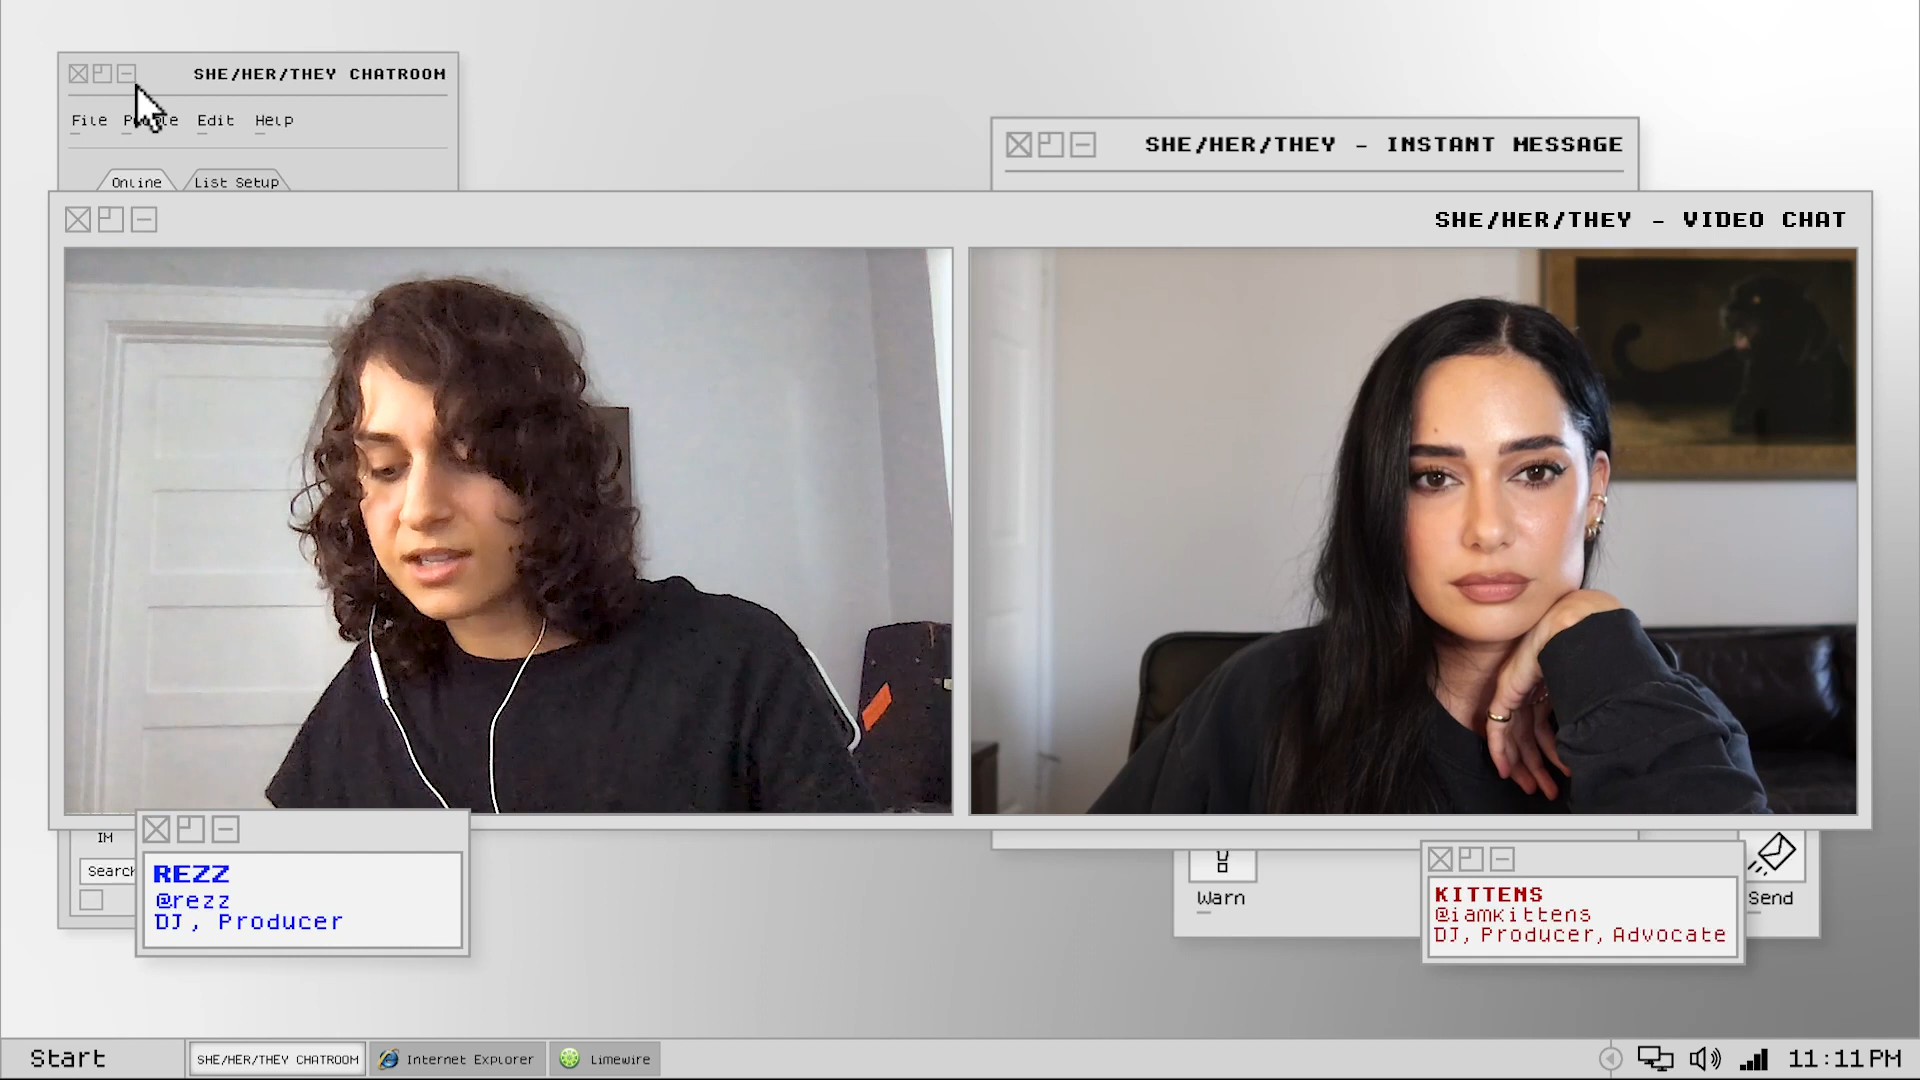 SHE/HER/THEY CHATROOM
File People Edit Help
Online List Setup
SHE/HER/THEY - INSTANT MESSAGE
SHE/HER/THEY - VIDEO CHAT
IM
Search
REZZ
@rezz
DJ, Producer
Warn
KITTENS
@iamkittens
DJ, Producer, Advocate
Send
Start
SHE/HER/THEY CHATROOM
Internet Explorer
Limewire
11:11PM